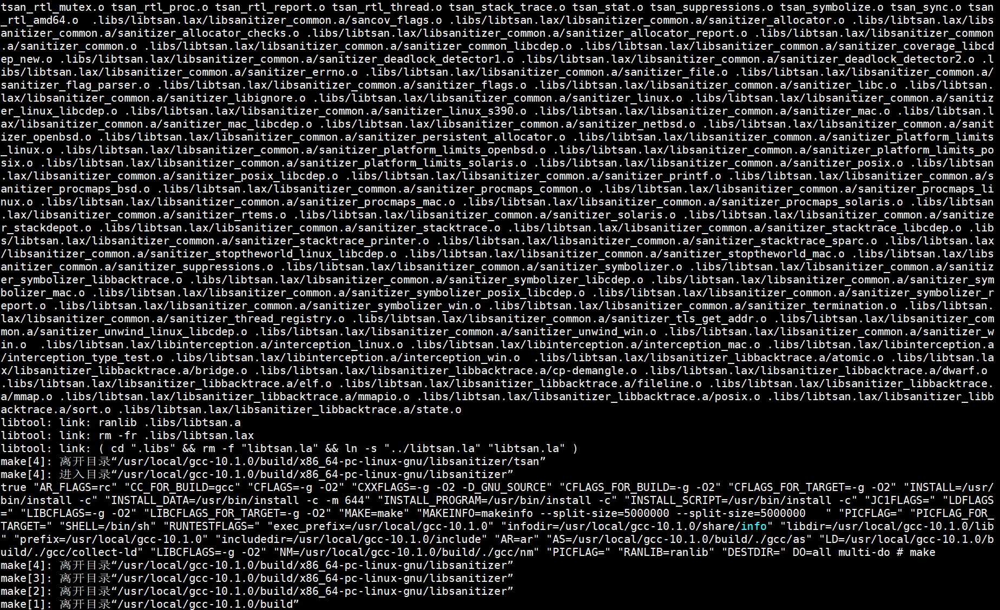 tsan_rtl_mutex.o tsan_rtl_proc.o tsan_rtl_report.o tsan_rtl_thread.o tsan_stack_trace.o tsan_stat.o tsan_suppressions.o tsan_symbolize.o tsan_sync.o tsan
_rtl_amd64.o  .libs/libtsan.lax/libsanitizer_common.a/sancov_flags.o .libs/libtsan.lax/libsanitizer_common.a/sanitizer_allocator.o .libs/libtsan.lax/libs
anitizer_common.a/sanitizer_allocator_checks.o .libs/libtsan.lax/libsanitizer_common.a/sanitizer_allocator_report.o .libs/libtsan.lax/libsanitizer_common
.a/sanitizer_common.o .libs/libtsan.lax/libsanitizer_common.a/sanitizer_common_libcdep.o .libs/libtsan.lax/libsanitizer_common.a/sanitizer_coverage_libcd
ep_new.o .libs/libtsan.lax/libsanitizer_common.a/sanitizer_deadlock_detector1.o .libs/libtsan.lax/libsanitizer_common.a/sanitizer_deadlock_detector2.o .l
ibs/libtsan.lax/libsanitizer_common.a/sanitizer_errno.o .libs/libtsan.lax/libsanitizer_common.a/sanitizer_file.o .libs/libtsan.lax/libsanitizer_common.a/
sanitizer_flag_parser.o .libs/libtsan.lax/libsanitizer_common.a/sanitizer_flags.o .libs/libtsan.lax/libsanitizer_common.a/sanitizer_libc.o .libs/libtsan.
lax/libsanitizer_common.a/sanitizer_libignore.o .libs/libtsan.lax/libsanitizer_common.a/sanitizer_linux.o .libs/libtsan.lax/libsanitizer_common.a/sanitiz
er_linux_libcdep.o .libs/libtsan.lax/libsanitizer_common.a/sanitizer_linux_s390.o .libs/libtsan.lax/libsanitizer_common.a/sanitizer_mac.o .libs/libtsan.l
ax/libsanitizer_common.a/sanitizer_mac_libcdep.o .libs/libtsan.lax/libsanitizer_common.a/sanitizer_netbsd.o .libs/libtsan.lax/libsanitizer_common.a/sanit
izer_openbsd.o .libs/libtsan.lax/libsanitizer_common.a/sanitizer_persistent_allocator.o .libs/libtsan.lax/libsanitizer_common.a/sanitizer_platform_limits
_linux.o .libs/libtsan.lax/libsanitizer_common.a/sanitizer_platform_limits_openbsd.o .libs/libtsan.lax/libsanitizer_common.a/sanitizer_platform_limits_po
six.o .libs/libtsan.lax/libsanitizer_common.a/sanitizer_platform_limits_solaris.o .libs/libtsan.lax/libsanitizer_common.a/sanitizer_posix.o .libs/libtsan
.lax/libsanitizer_common.a/sanitizer_posix_libcdep.o .libs/libtsan.lax/libsanitizer_common.a/sanitizer_printf.o .libs/libtsan.lax/libsanitizer_common.a/s
anitizer_procmaps_bsd.o .libs/libtsan.lax/libsanitizer_common.a/sanitizer_procmaps_common.o .libs/libtsan.lax/libsanitizer_common.a/sanitizer_procmaps_li
nux.o .libs/libtsan.lax/libsanitizer_common.a/sanitizer_procmaps_mac.o .libs/libtsan.lax/libsanitizer_common.a/sanitizer_procmaps_solaris.o .libs/libtsan
.lax/libsanitizer_common.a/sanitizer_rtems.o .libs/libtsan.lax/libsanitizer_common.a/sanitizer_solaris.o .libs/libtsan.lax/libsanitizer_common.a/sanitize
r_stackdepot.o .libs/libtsan.lax/libsanitizer_common.a/sanitizer_stacktrace.o .libs/libtsan.lax/libsanitizer_common.a/sanitizer_stacktrace_libcdep.o .lib
s/libtsan.lax/libsanitizer_common.a/sanitizer_stacktrace_printer.o .libs/libtsan.lax/libsanitizer_common.a/sanitizer_stacktrace_sparc.o .libs/libtsan.lax
/libsanitizer_common.a/sanitizer_stoptheworld_linux_libcdep.o .libs/libtsan.lax/libsanitizer_common.a/sanitizer_stoptheworld_mac.o .libs/libtsan.lax/libs
anitizer_common.a/sanitizer_suppressions.o .libs/libtsan.lax/libsanitizer_common.a/sanitizer_symbolizer.o .libs/libtsan.lax/libsanitizer_common.a/sanitiz
er_symbolizer_libbacktrace.o .libs/libtsan.lax/libsanitizer_common.a/sanitizer_symbolizer_libcdep.o .libs/libtsan.lax/libsanitizer_common.a/sanitizer_sym
bolizer_mac.o .libs/libtsan.lax/libsanitizer_common.a/sanitizer_symbolizer_posix_libcdep.o .libs/libtsan.lax/libsanitizer_common.a/sanitizer_symbolizer_r
eport.o .libs/libtsan.lax/libsanitizer_common.a/sanitizer_symbolizer_win.o .libs/libtsan.lax/libsanitizer_common.a/sanitizer_termination.o .libs/libtsan.
lax/libsanitizer_common.a/sanitizer_thread_registry.o .libs/libtsan.lax/libsanitizer_common.a/sanitizer_tls_get_addr.o .libs/libtsan.lax/libsanitizer_com
mon.a/sanitizer_unwind_linux_libcdep.o .libs/libtsan.lax/libsanitizer_common.a/sanitizer_unwind_win.o .libs/libtsan.lax/libsanitizer_common.a/sanitizer_w
in.o  .libs/libtsan.lax/libinterception.a/interception_linux.o .libs/libtsan.lax/libinterception.a/interception_mac.o .libs/libtsan.lax/libinterception.a
/interception_type_test.o .libs/libtsan.lax/libinterception.a/interception_win.o  .libs/libtsan.lax/libsanitizer_libbacktrace.a/atomic.o .libs/libtsan.la
x/libsanitizer_libbacktrace.a/bridge.o .libs/libtsan.lax/libsanitizer_libbacktrace.a/cp-demangle.o .libs/libtsan.lax/libsanitizer_libbacktrace.a/dwarf.o
.libs/libtsan.lax/libsanitizer_libbacktrace.a/elf.o .libs/libtsan.lax/libsanitizer_libbacktrace.a/fileline.o .libs/libtsan.lax/libsanitizer_libbacktrace.
a/mmap.o .libs/libtsan.lax/libsanitizer_libbacktrace.a/mmapio.o .libs/libtsan.lax/libsanitizer_libbacktrace.a/posix.o .libs/libtsan.lax/libsanitizer_libb
acktrace.a/sort.o .libs/libtsan.lax/libsanitizer_libbacktrace.a/state.o
libtool: link: ranlib .libs/libtsan.a
libtool: link: rm -fr .libs/libtsan.lax
libtool: link: ( cd ".libs" && rm -f "libtsan.la" && ln -s "../libtsan.la" "libtsan.la" )
make[4]: 离开目录“/usr/local/gcc-10.1.0/build/x86_64-pc-linux-gnu/libsanitizer/tsan”
make[4]: 进入目录“/usr/local/gcc-10.1.0/build/x86_64-pc-linux-gnu/libsanitizer”
true "AR_FLAGS=rc" "CC_FOR_BUILD=gcc" "CFLAGS=-g -O2" "CXXFLAGS=-g -O2 -D_GNU_SOURCE" "CFLAGS_FOR_BUILD=-g -O2" "CFLAGS_FOR_TARGET=-g -O2" "INSTALL=/usr/
bin/install -c" "INSTALL_DATA=/usr/bin/install -c -m 644" "INSTALL_PROGRAM=/usr/bin/install -c" "INSTALL_SCRIPT=/usr/bin/install -c" "JC1FLAGS=" "LDFLAGS
=" "LIBCFLAGS=-g -O2" "LIBCFLAGS_FOR_TARGET=-g -O2" "MAKE=make" "MAKEINFO=makeinfo --split-size=5000000 --split-size=5000000   " "PICFLAG=" "PICFLAG_FOR_
TARGET=" "SHELL=/bin/sh" "RUNTESTFLAGS=" "exec_prefix=/usr/local/gcc-10.1.0" "infodir=/usr/local/gcc-10.1.0/share/info" "libdir=/usr/local/gcc-10.1.0/lib
" "prefix=/usr/local/gcc-10.1.0" "includedir=/usr/local/gcc-10.1.0/include" "AR=ar" "AS=/usr/local/gcc-10.1.0/build/./gcc/as" "LD=/usr/local/gcc-10.1.0/b
uild/./gcc/collect-ld" "LIBCFLAGS=-g -O2" "NM=/usr/local/gcc-10.1.0/build/./gcc/nm" "PICFLAG=" "RANLIB=ranlib" "DESTDIR=" DO=all multi-do # make
make[4]: 离开目录“/usr/local/gcc-10.1.0/build/x86_64-pc-linux-gnu/libsanitizer”
make[3]: 离开目录“/usr/local/gcc-10.1.0/build/x86_64-pc-linux-gnu/libsanitizer”
make[2]: 离开目录“/usr/local/gcc-10.1.0/build/x86_64-pc-linux-gnu/libsanitizer”
make[1]: 离开目录“/usr/local/gcc-10.1.0/build”